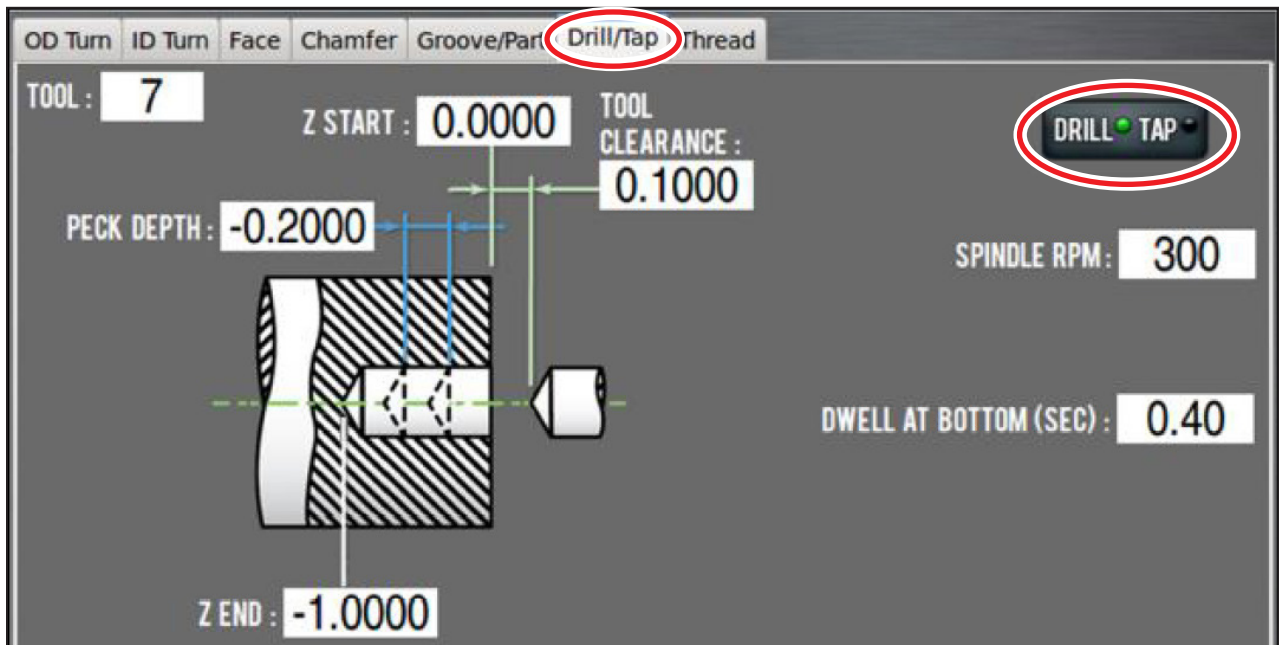 OD Turn ID Turn Face Chamfer Groove/Part Drill/Tap Thread
TOOL : 7
Z START : 0.0000
TOOL
CLEARANCE :
0.1000
DRILL TAP
PECK DEPTH : -0.2000
SPINDLE RPM : 300
DWELL AT BOTTOM (SEC) : 0.40
Z END : -1.0000